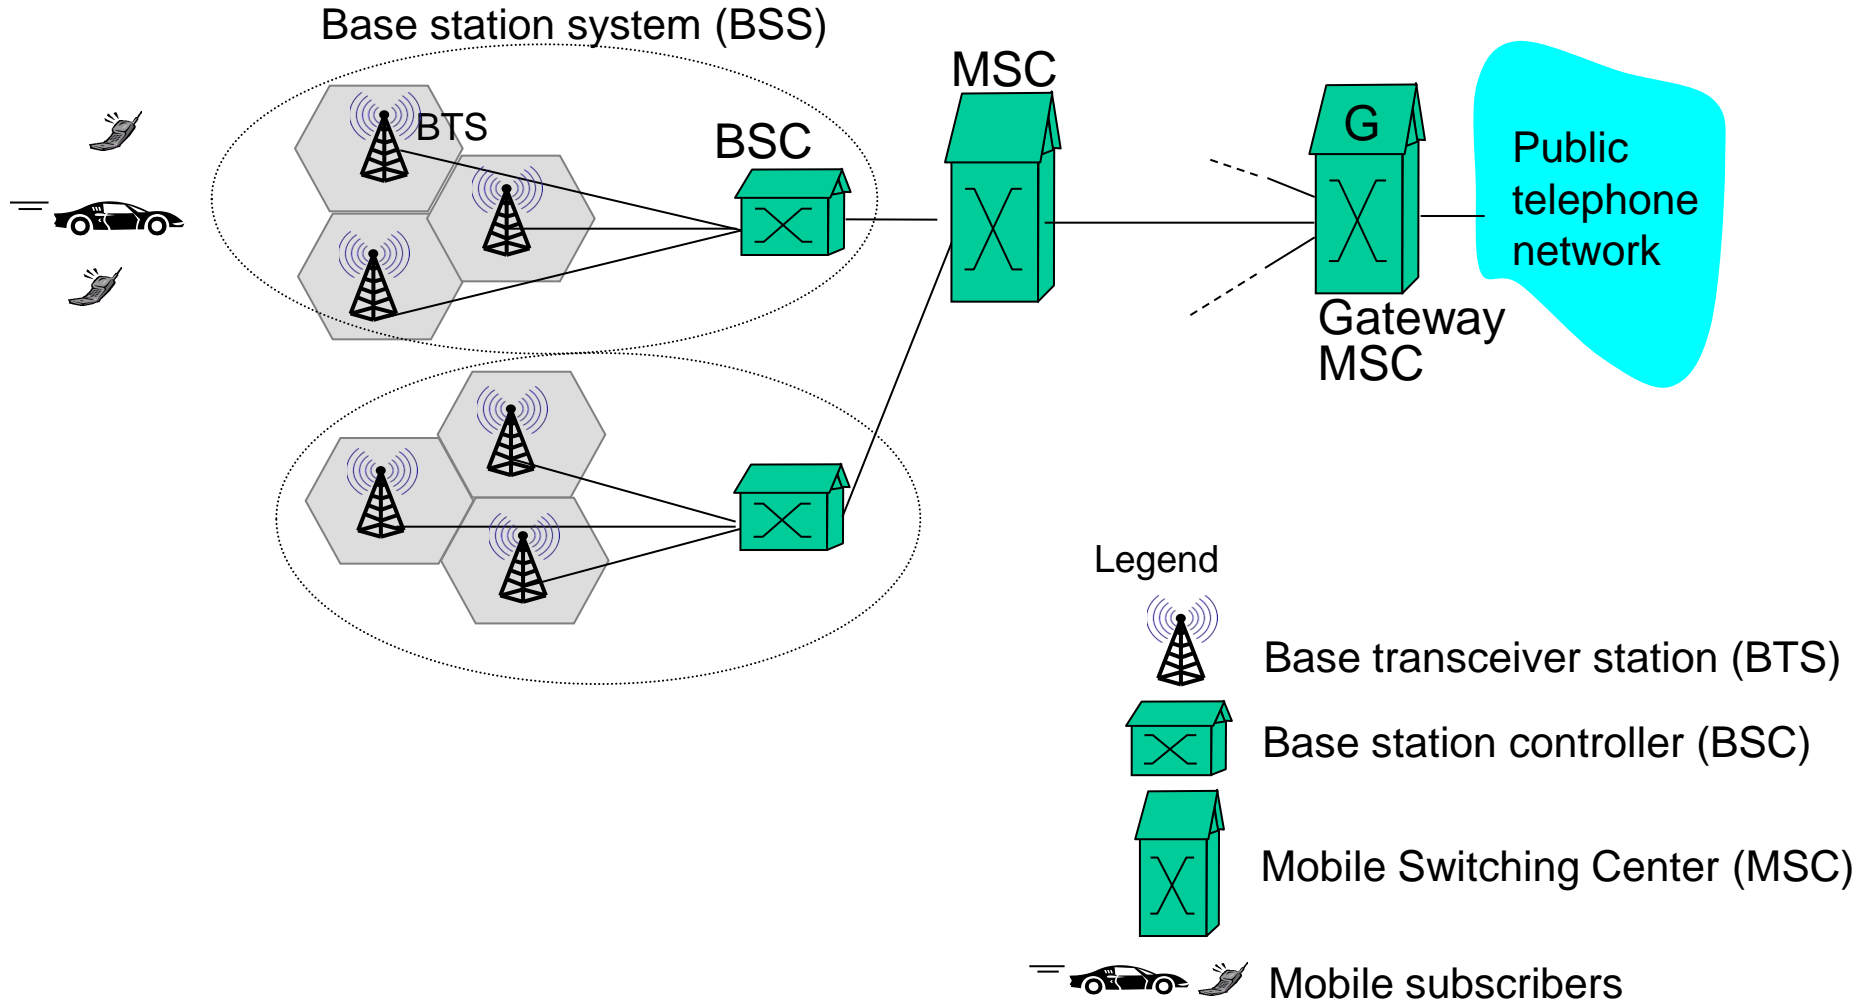 Base station system (BSS)
MSC
BTS
BSC
G
Public
telephone
network
Gateway
MSC
Legend
Base transceiver station (BTS)
Base station controller (BSC)
Mobile Switching Center (MSC)
Mobile subscribers